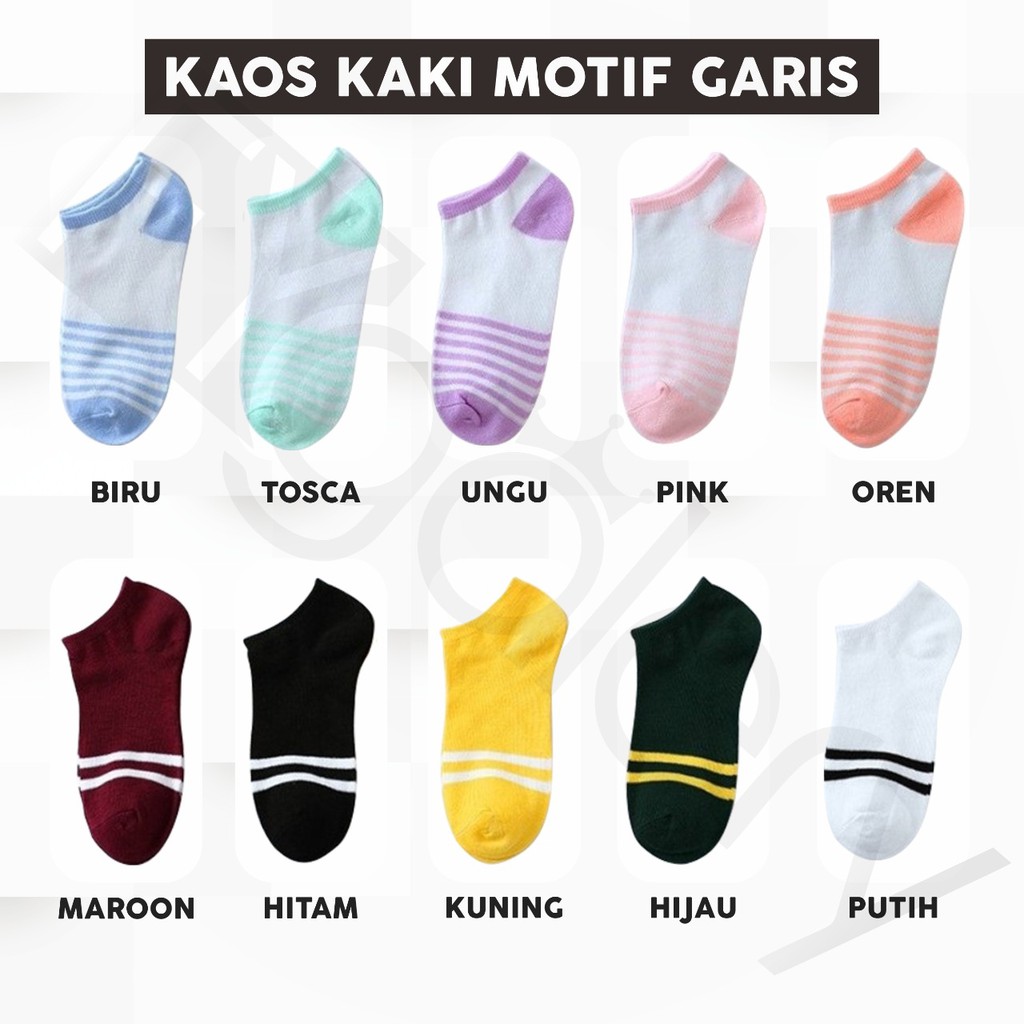 KAOS KAKI MOTIF GARIS
BIRU
TOSCA
UNGU
PINK
OREN
MAROON
HITAM
KUNING
HIJAU
PUTIH